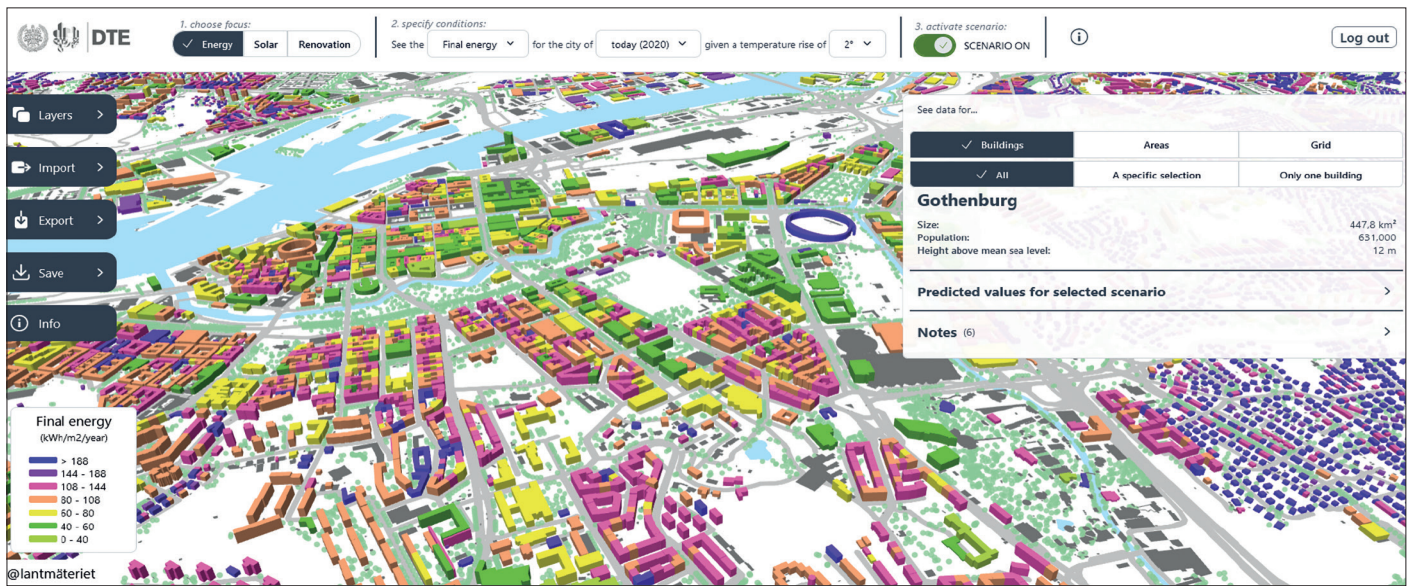 DTE
1. choose focus:
Energy Solar Renovation
2. specify conditions:
See the Final energy for the city of today (2020) given a temperature rise of 2°
3. activate scenario:
SCENARIO ON
Log out
Layers
Import
Export
Save
Info
See data for...
Buildings Areas Grid
All A specific selection Only one building
Gothenburg
Size: 447,8 km²
Population: 631,000
Height above mean sea level: 12 m
Predicted values for selected scenario
Notes (6)
Final energy
(kWh/m2/year)
> 188
144 - 188
108 - 144
80 - 108
60 - 80
40 - 60
0 - 40
@lantmäteriet